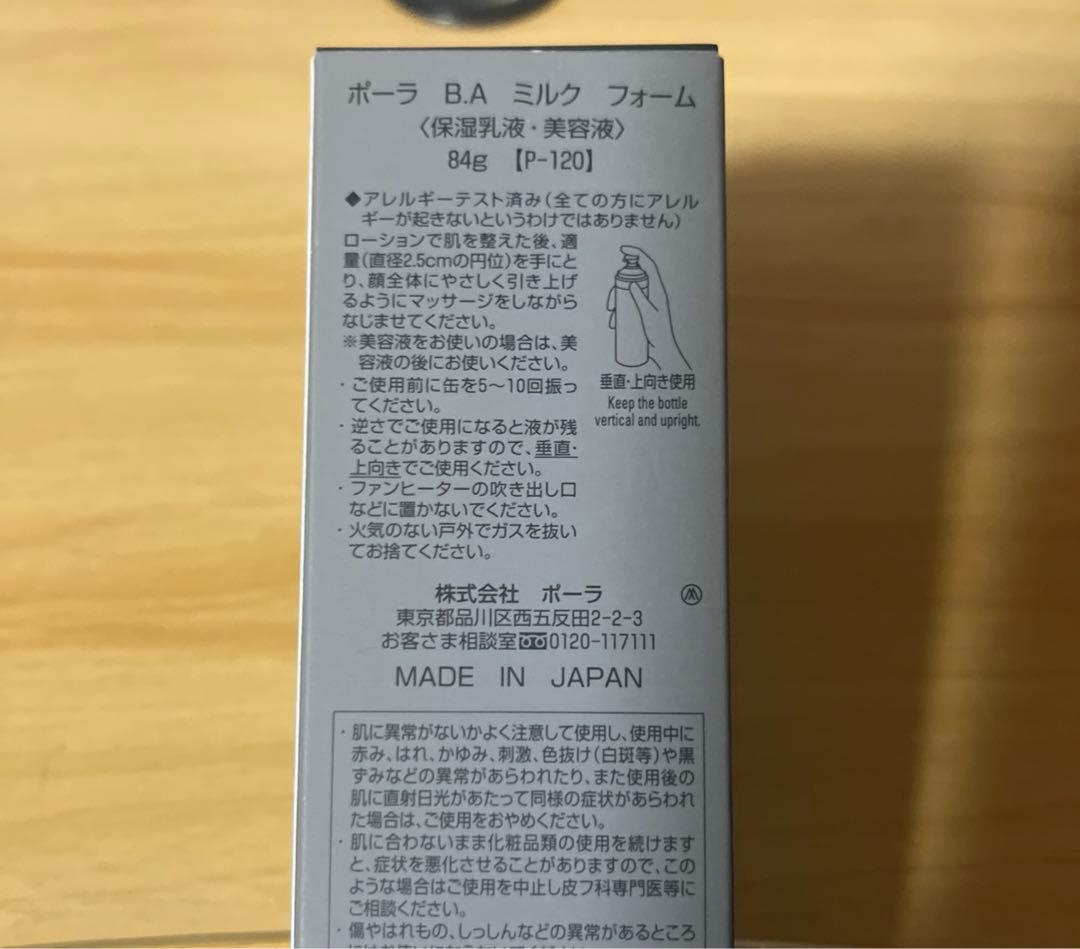 ポーラ B.A ミルク フォーム
〈保湿乳液・美容液〉
84g 【P-120】
◆アレルギーテスト済み(全ての方にアレル
ギーが起きないというわけではありません)
ローションで肌を整えた後、適
量(直径2.5cmの円位)を手にと
り、顔全体にやさしく引き上げ
るようにマッサージをしながら
なじませてください。
※美容液をお使いの場合は、美
容液の後にお使いください。
・ご使用前に缶を5〜10回振っ
てください。
・逆さでご使用になると液が残
ることがありますので、垂直・
上向きでご使用ください。
・ファンヒーターの吹き出し口
などに置かないでください。
・火気のない戸外でガスを抜い
てお捨てください。
垂直・上向き使用
Keep the bottle
vertical and upright.
株式会社 ポーラ
東京都品川区西五反田2-2-3
お客さま相談室 0120-117111
MADE IN JAPAN
・肌に異常がないかよく注意して使用し、使用中に
赤み、はれ、かゆみ、刺激、色抜け(白斑等)や黒
ずみなどの異常があらわれたり、また使用後の
肌に直射日光があたって同様の症状があらわれ
た場合は、ご使用をおやめください。
・肌に合わないまま化粧品類の使用を続けます
と、症状を悪化させることがありますので、この
ような場合はご使用を中止し皮フ科専門医等に
ご相談ください。
・傷やはれもの、しっしんなどの異常があるところ